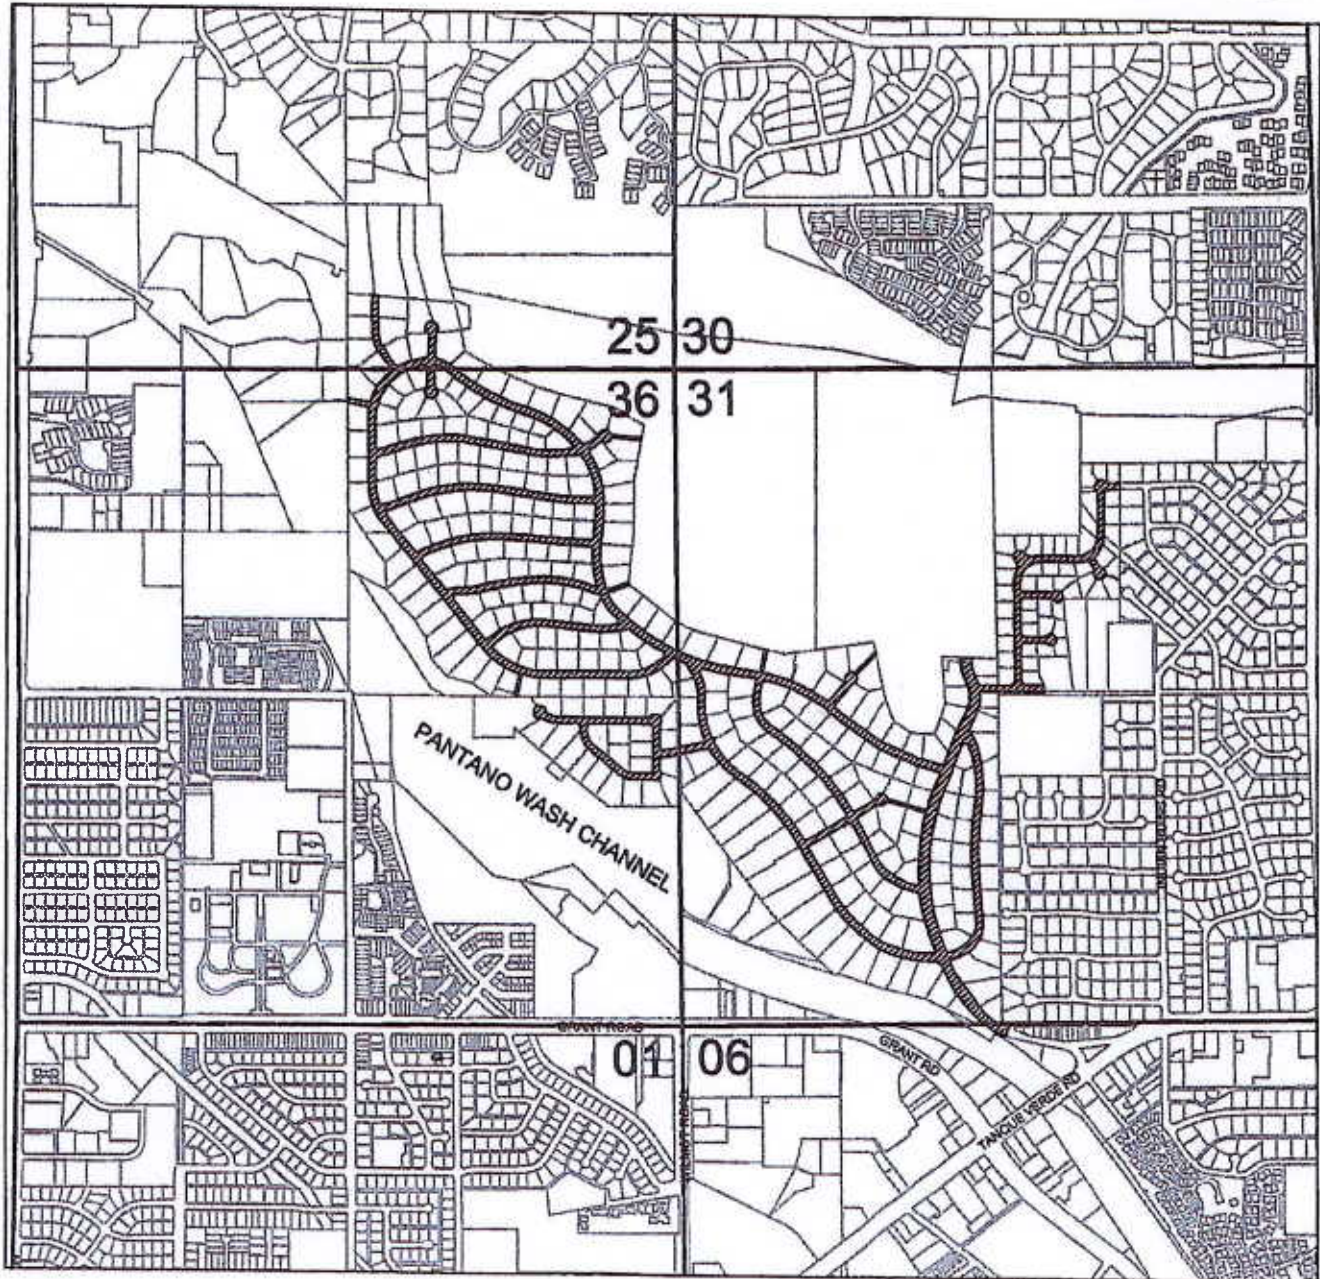 25 30
36 31
PANTANO WASH CHANNEL
GRANT ROAD
01 06
GRANT RD
TANQUE VERDE RD